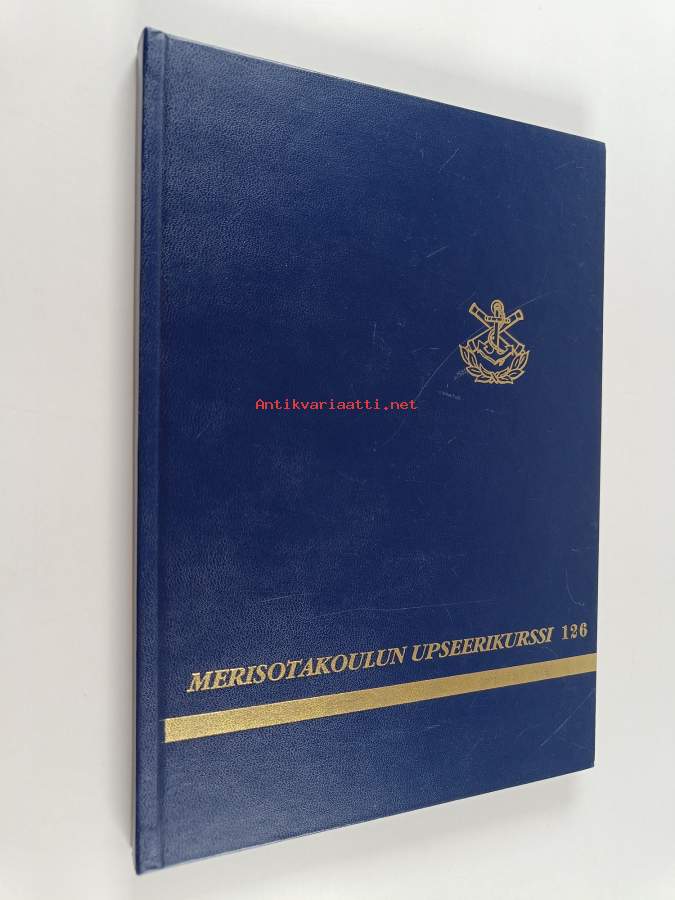 Antikvariaatti.net
MERISOTAKOULUN UPSEERIKURSSI 126